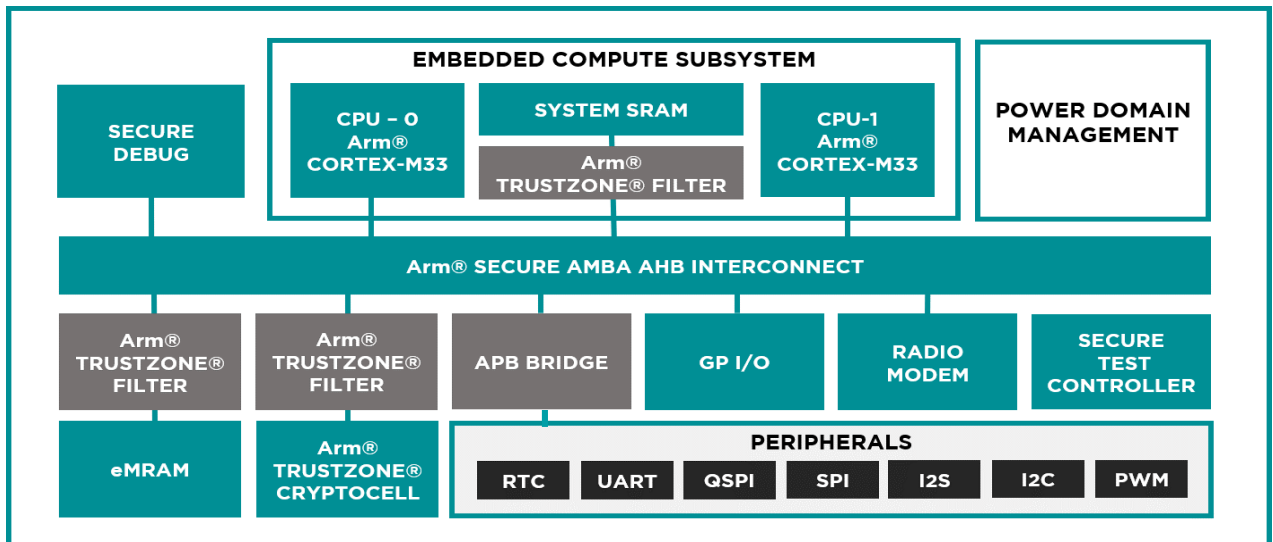 EMBEDDED COMPUTE SUBSYSTEM
SECURE
DEBUG
CPU – 0
Arm®
CORTEX-M33
SYSTEM SRAM
Arm®
TRUSTZONE® FILTER
CPU-1
Arm®
CORTEX-M33
POWER DOMAIN
MANAGEMENT
Arm® SECURE AMBA AHB INTERCONNECT
Arm®
TRUSTZONE®
FILTER
Arm®
TRUSTZONE®
FILTER
APB BRIDGE
GP I/O
RADIO
MODEM
SECURE
TEST
CONTROLLER
eMRAM
Arm®
TRUSTZONE®
CRYPTOCELL
PERIPHERALS
RTC
UART
QSPI
SPI
I2S
I2C
PWM